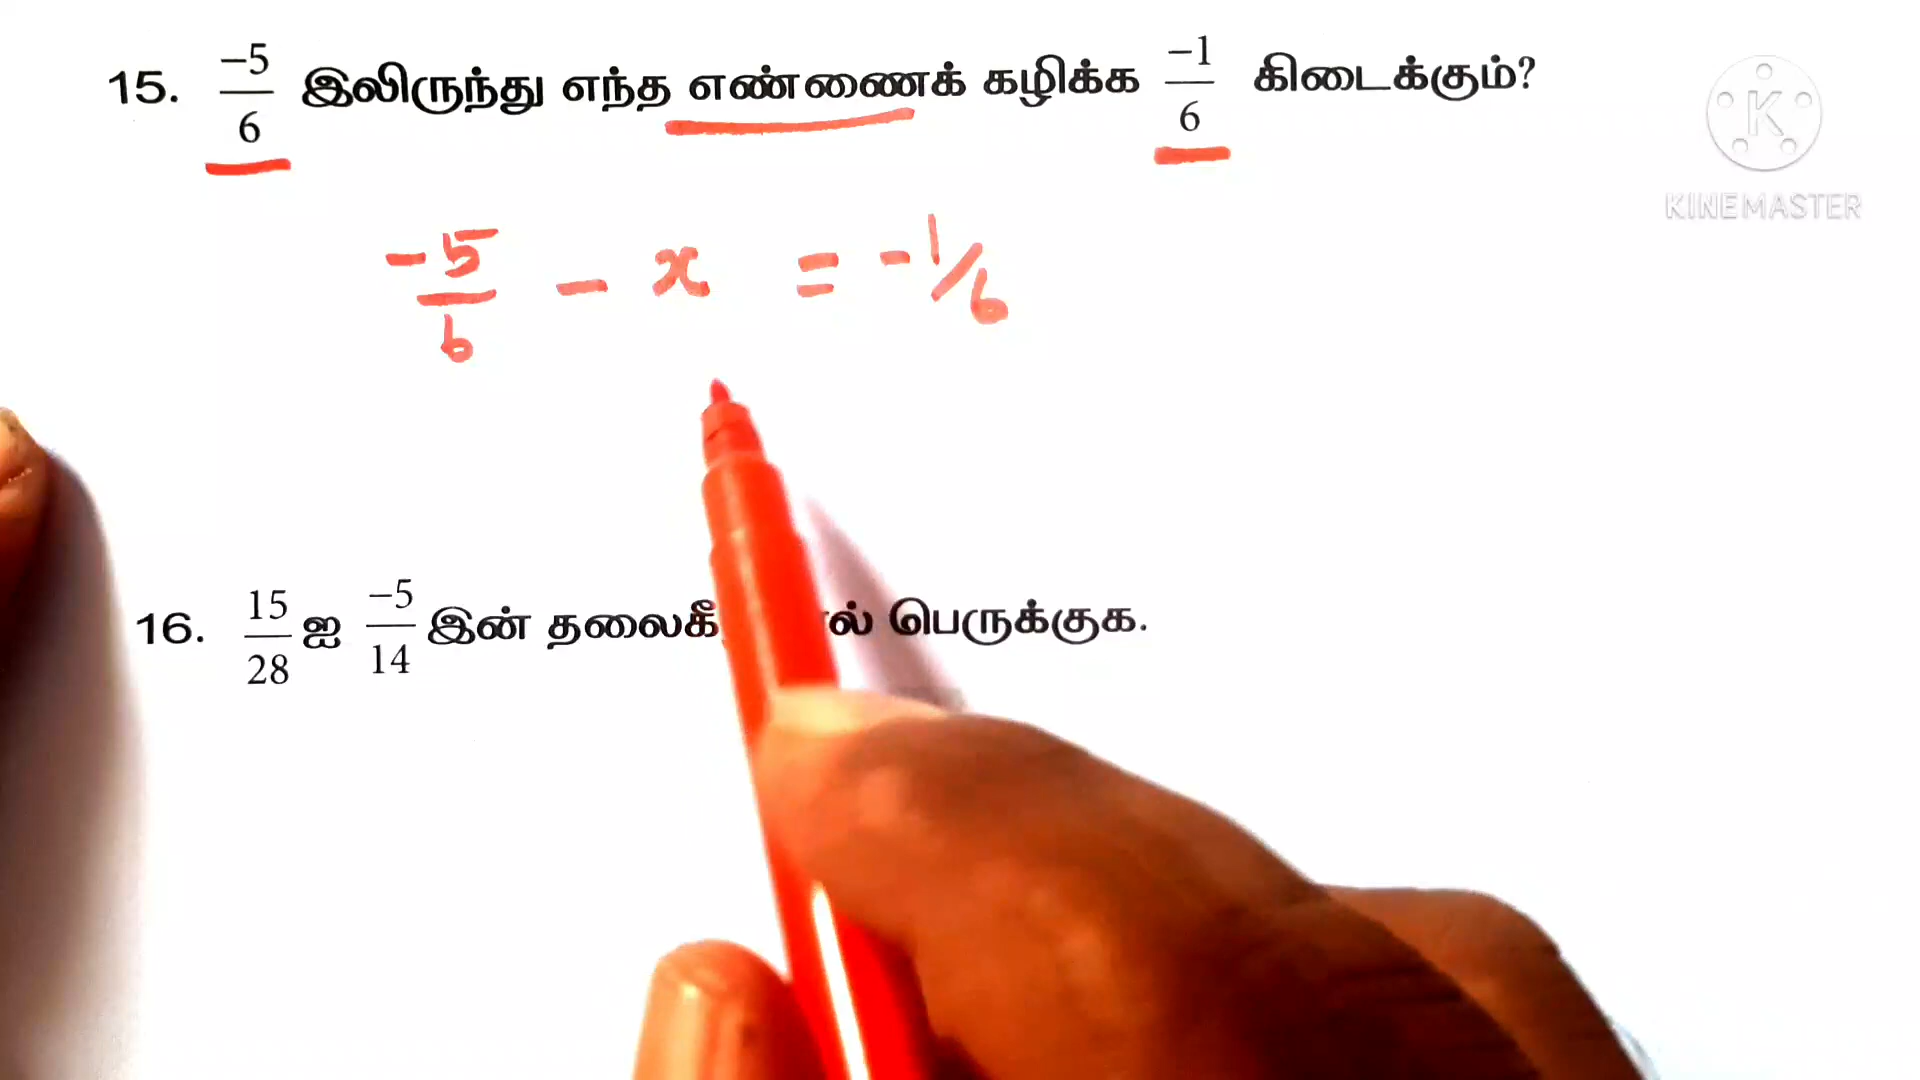 15. -5/6 இலிருந்து எந்த எண்ணைக் கழிக்க -1/6 கிடைக்கும்?
K
KINEMASTER
-5/6 - x = -1/6
16. 15/28 ஐ -5/14 இன் பெருக்குக.